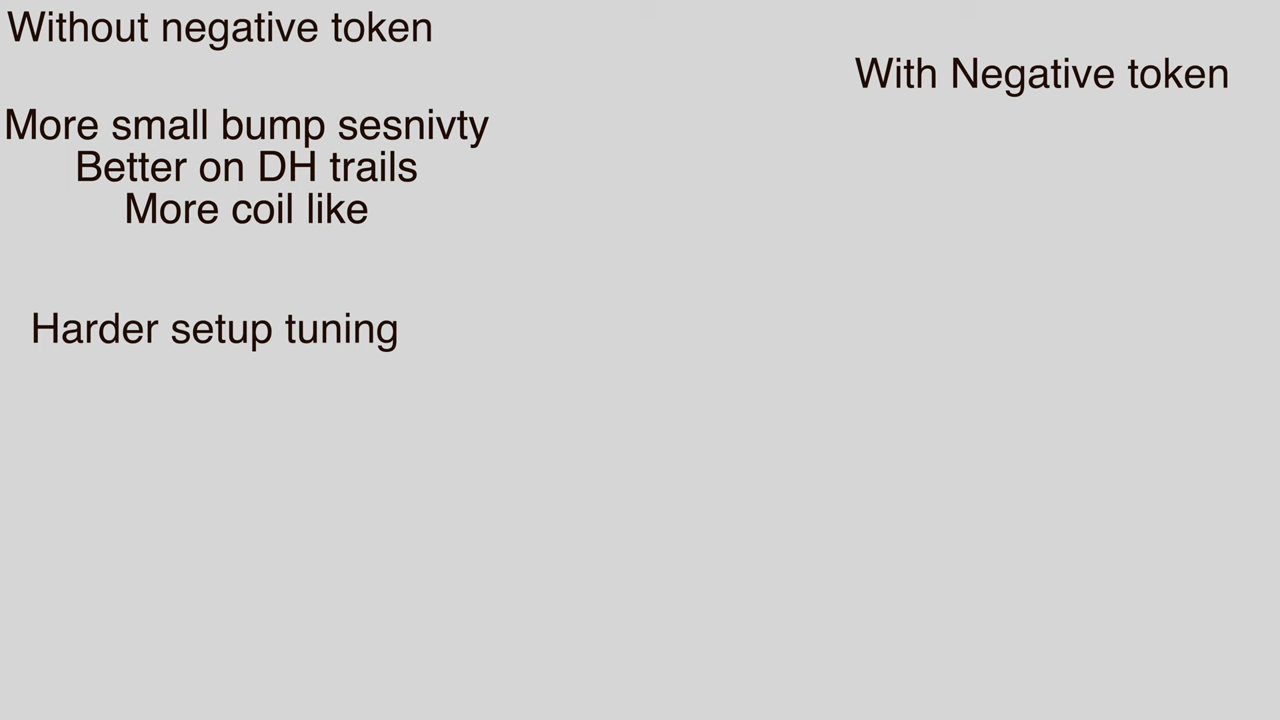 Without negative token
With Negative token
More small bump sesnivty
Better on DH trails
More coil like
Harder setup tuning